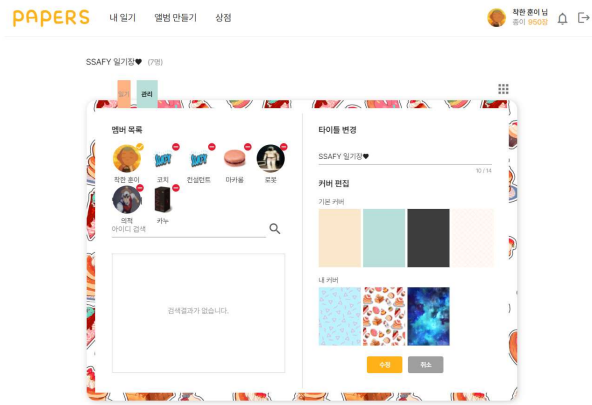 PAPERS 내 일기 앨범 만들기 상점 착한 훈이 님
종이 950장
SSAFY 일기장♥ (7명)
일기 관리
멤버 목록
착한 훈이 코치 컨설턴트 마카롱 로봇
의적 카누
아이디 검색
검색결과가 없습니다.
타이틀 변경
SSAFY 일기장♥
10 / 14
커버 편집
기본 커버
내 커버
수정 취소